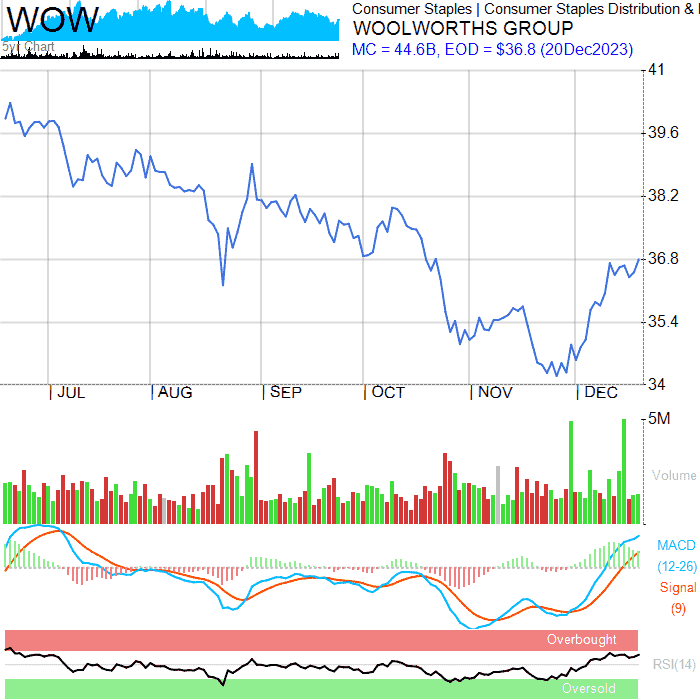 WOW
5yr Chart
Consumer Staples | Consumer Staples Distribution &
WOOLWORTHS GROUP
MC = 44.6B, EOD = $36.8 (20Dec2023)
41
39.6
38.2
36.8
35.4
34
| JUL | AUG | SEP | OCT | NOV | DEC
5M
Volume
MACD
(12-26)
Signal
(9)
Overbought
RSI(14)
Oversold